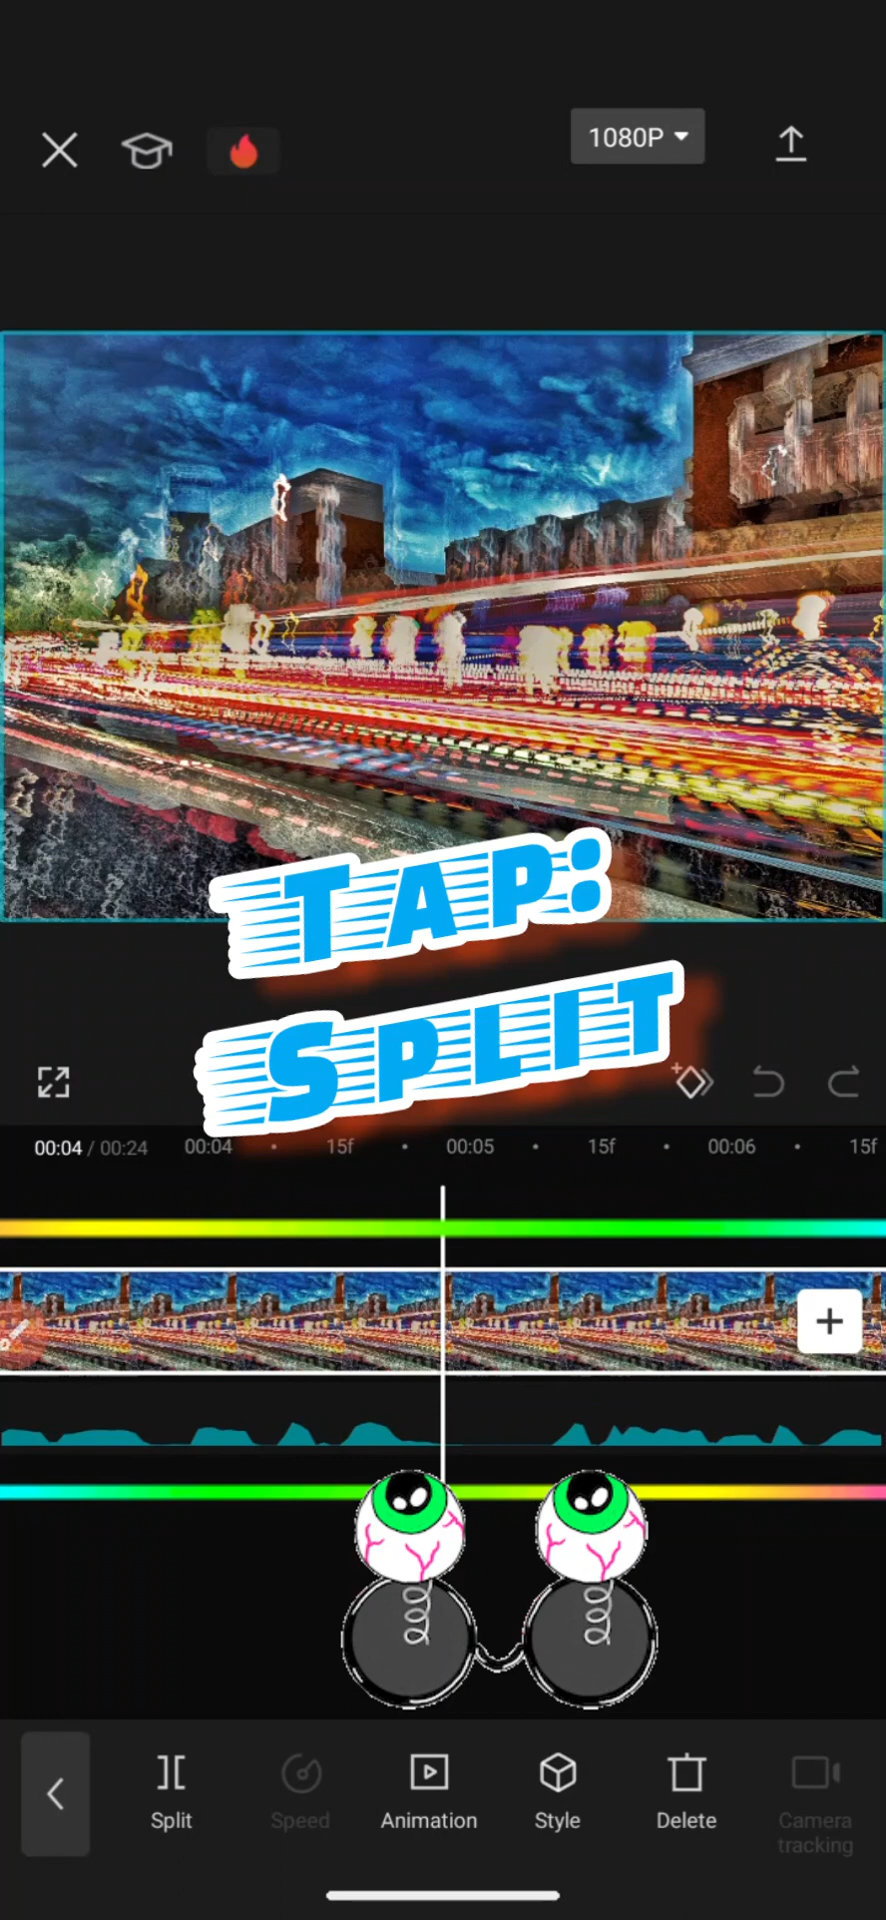 1080P
Tap:
Split
00:04 / 00:24 00:04 15f 00:05 15f 00:06 15f
Split Speed Animation Style Delete Camera tracking